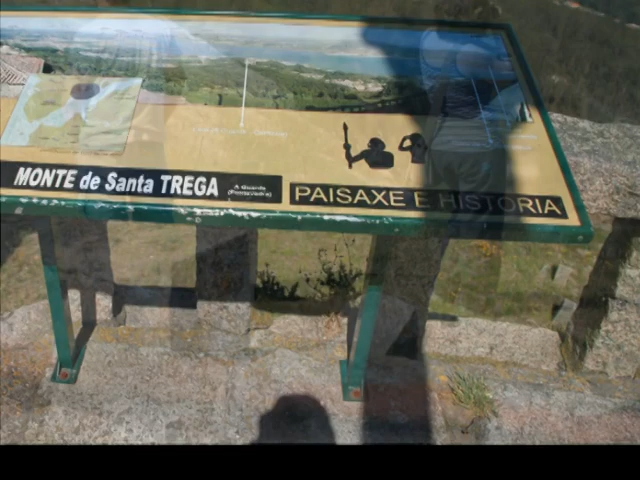 MONTE de Santa TREGA
A Guarda
(Pontevedra)
PAISAXE E HISTORIA